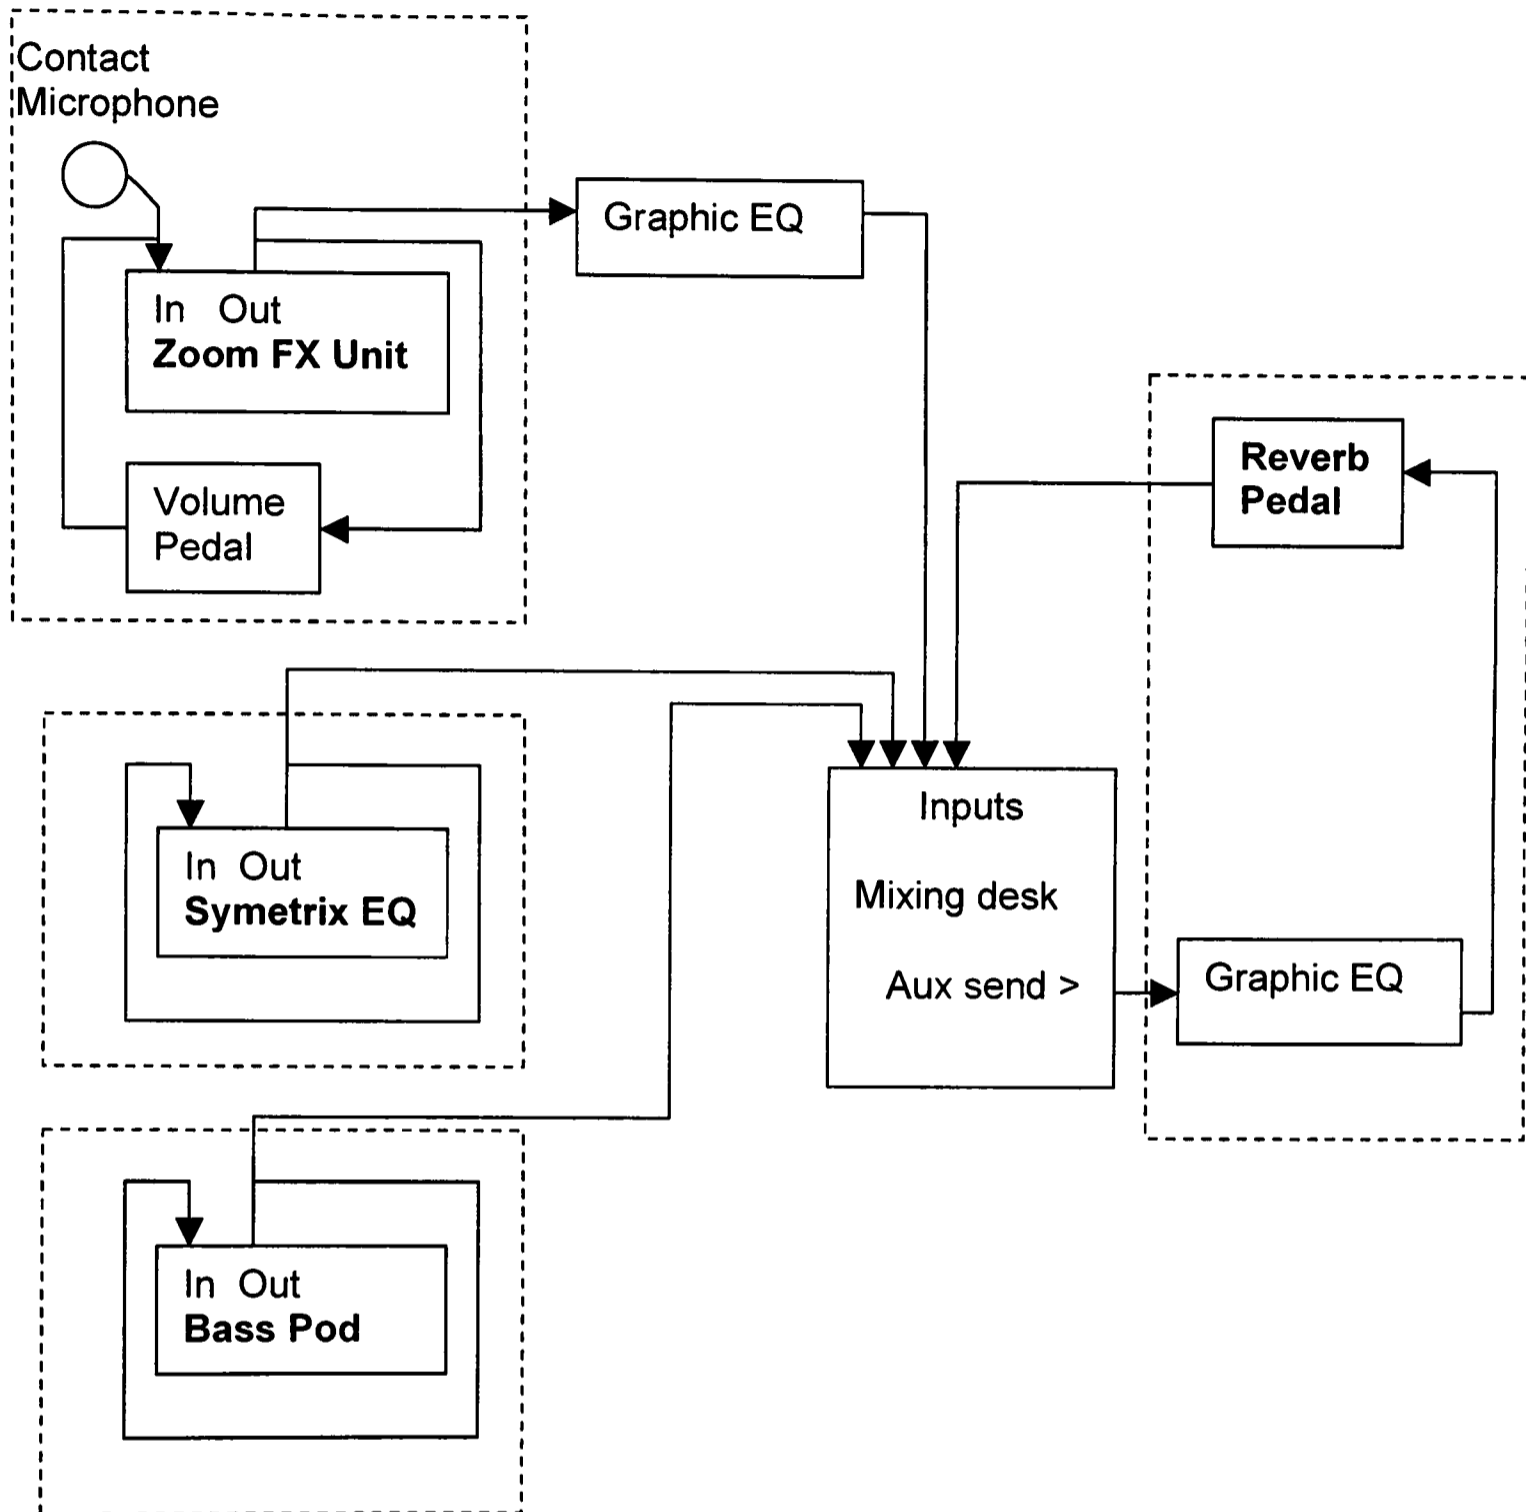 Contact
Microphone
Graphic EQ
In Out
Zoom FX Unit
Volume
Pedal
Reverb
Pedal
In Out
Symetrix EQ
Inputs
Mixing desk
Aux send >
Graphic EQ
In Out
Bass Pod